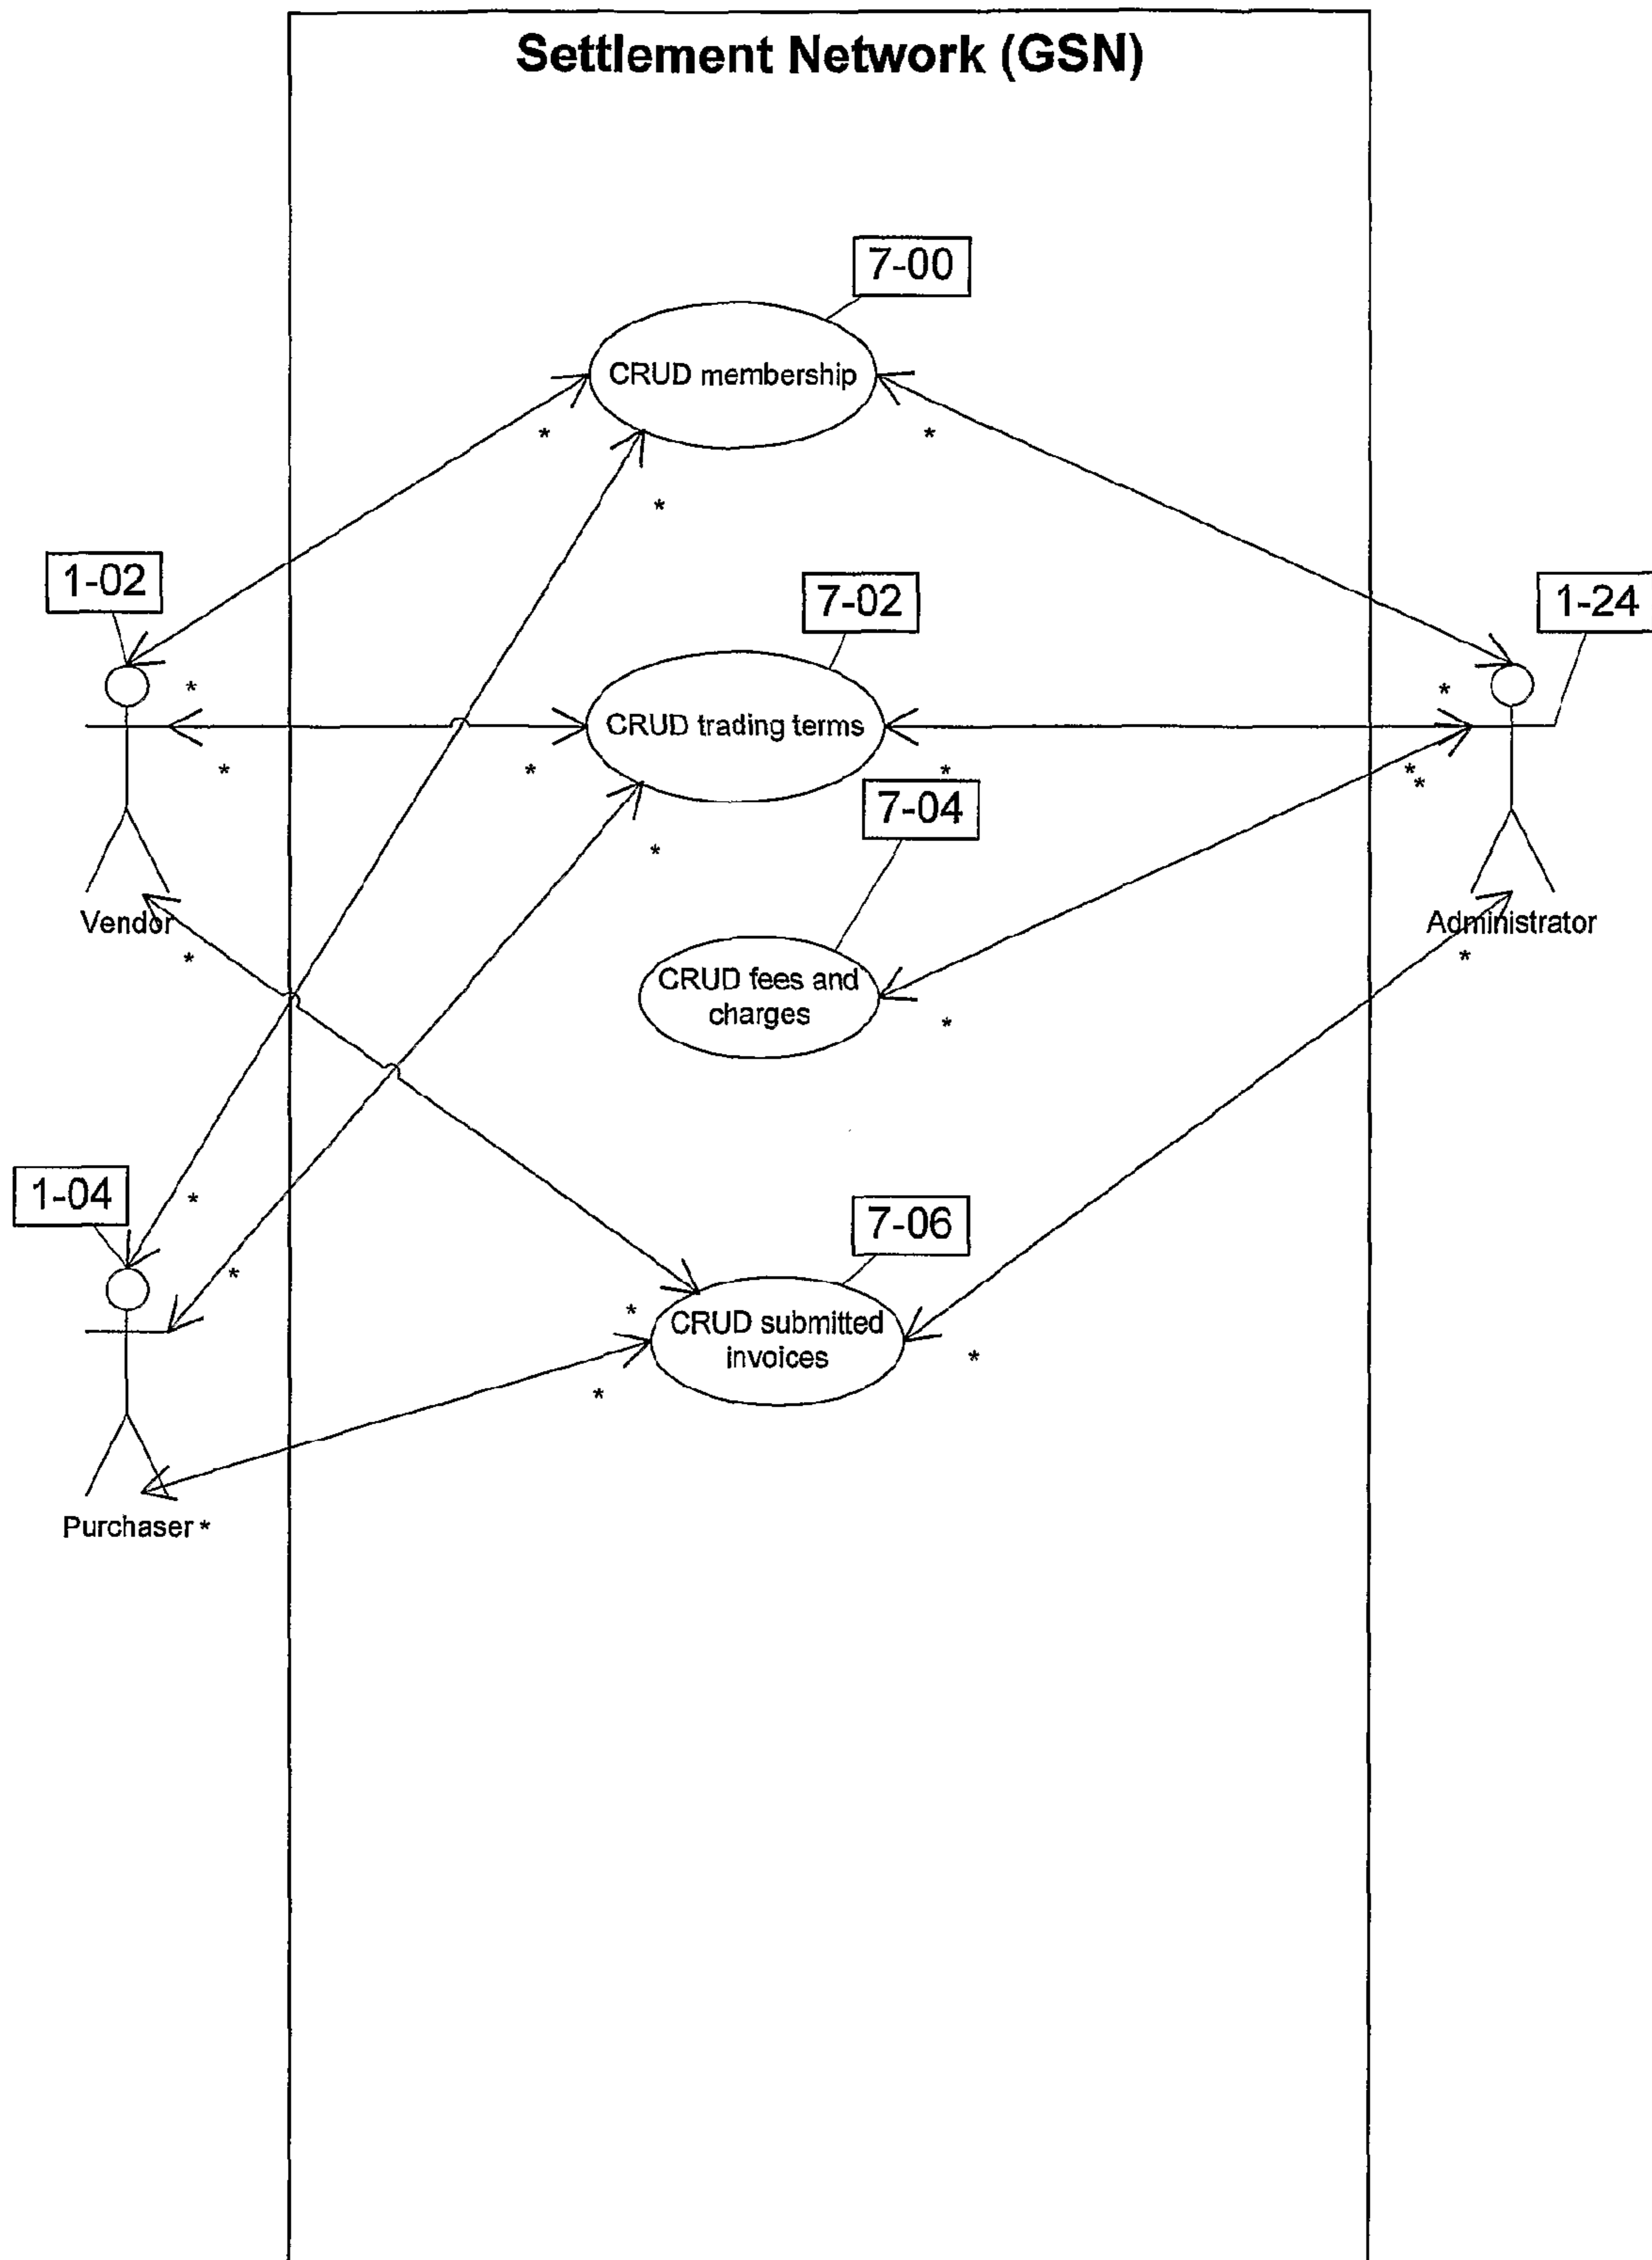 Settlement Network (GSN)
7-00
CRUD membership
*
*
*
1-02
7-02
1-24
*
*
CRUD trading terms
*
*
*
*
*
7-04
*
Vendor
Administrator
*
*
CRUD fees and
charges
*
1-04
*
7-06
*
*
CRUD submitted
invoices
*
*
Purchaser *